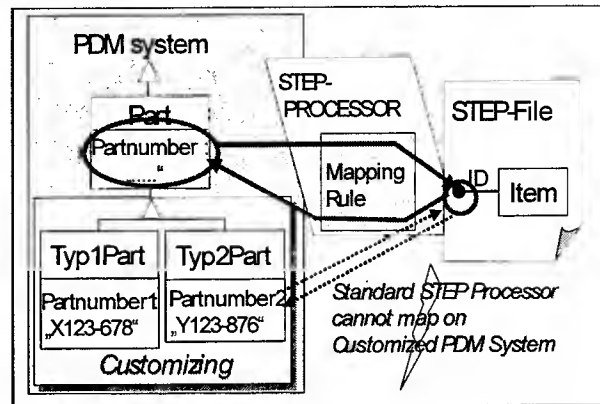 PDM system
Part
Partnumber
„......“
Typ1Part
Typ2Part
Partnumber1
„X123-678“
Partnumber2
„Y123-876“
Customizing
STEP-
PROCESSOR
Mapping
Rule
STEP-File
ID
Item
Standard STEP Processor
cannot map on
Customized PDM System